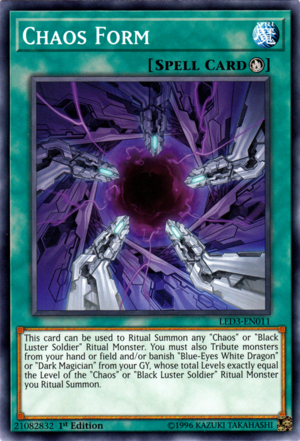 Chaos Form
[Spell Card]
LED3-EN011
This card can be used to Ritual Summon any "Chaos" or "Black
Luster Soldier" Ritual Monster. You must also Tribute monsters
from your hand or field and/or banish "Blue-Eyes White Dragon"
or "Dark Magician" from your GY, whose total Levels exactly equal
the Level of the "Chaos" or "Black Luster Soldier" Ritual Monster
you Ritual Summon.
21082832 1st Edition ©1996 KAZUKI TAKAHASHI